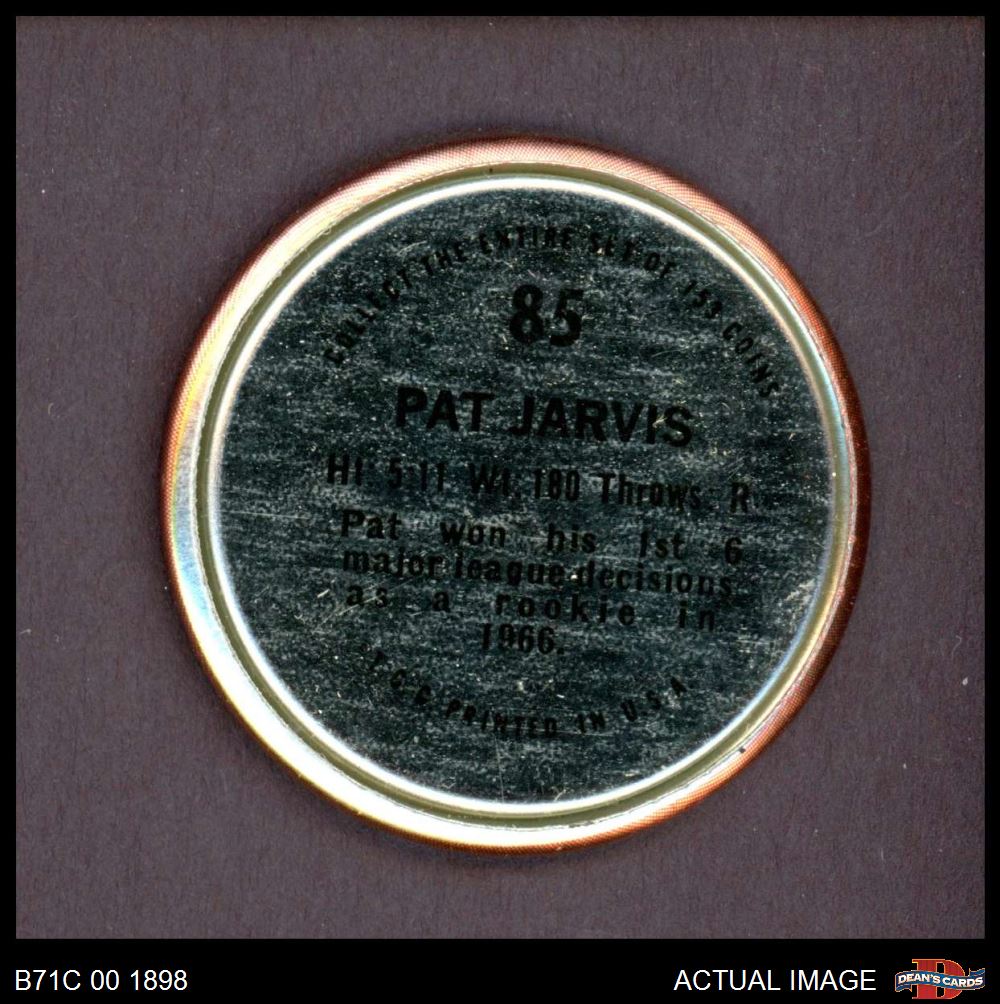 COLLECT THE ENTIRE SET OF 153 COINS
85
PAT JARVIS
Ht 5'11 Wt. 180 Throws R
Pat won his 1st 6
major league decisions
as a rookie in
1966.
*T.C.G. PRINTED IN U.S.A.
B71C 00 1898
ACTUAL IMAGE
DEAN'S CARDS